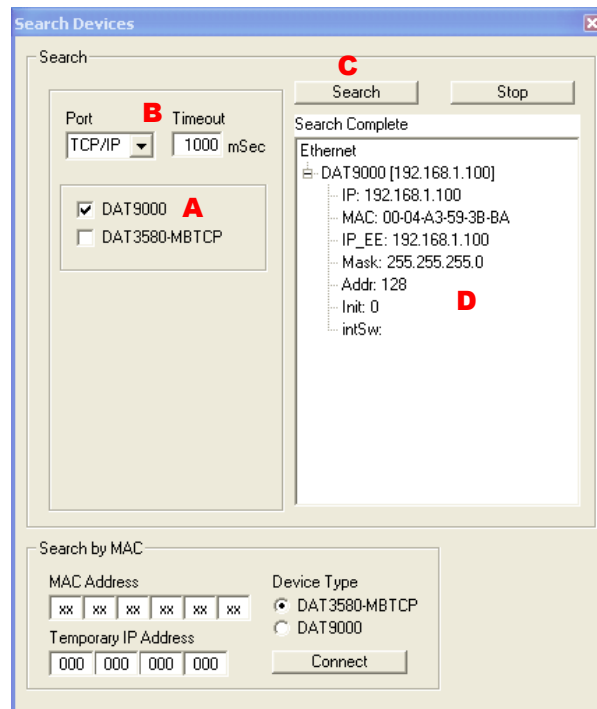 Search Devices
Search
C
Search
Stop
Port
B
Timeout
TCP/IP
1000 mSec
Search Complete
DAT9000
A
DAT3580-MBTCP
Ethernet
DAT9000 [192.168.1.100]
IP: 192.168.1.100
MAC: 00-04-A3-59-3B-BA
IP_EE: 192.168.1.100
Mask: 255.255.255.0
Addr: 128
Init: 0
D
intSw:
Search by MAC
MAC Address
xx xx xx xx xx xx
Temporary IP Address
000 000 000 000
Device Type
DAT3580-MBTCP
DAT9000
Connect